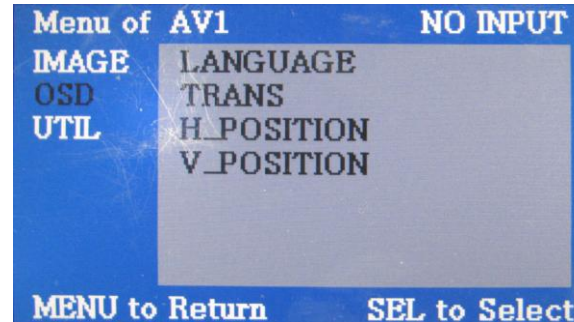 Menu of AV1 NO INPUT
IMAGE LANGUAGE
OSD TRANS
UTIL H_POSITION
V_POSITION
MENU to Return SEL to Select